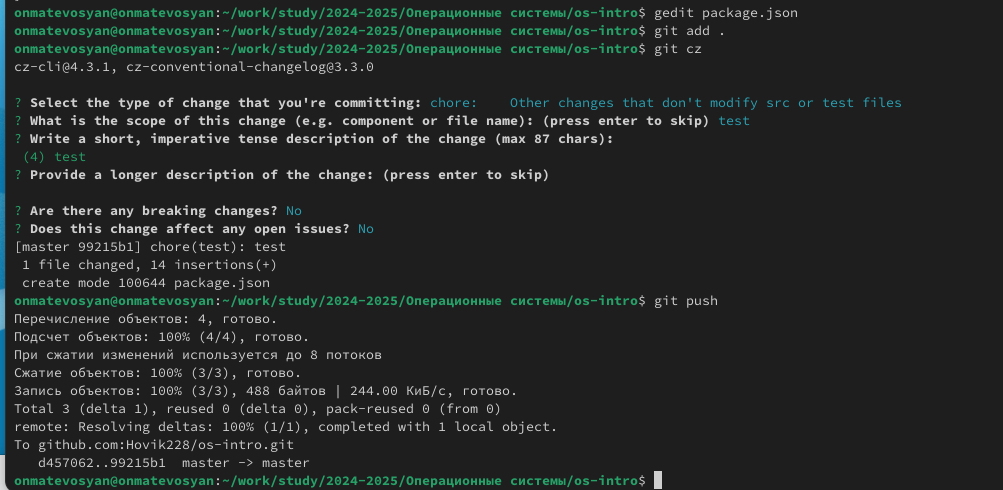 onmatevosyan@onmatevosyan:~/work/study/2024-2025/Операционные системы/os-intro$ gedit package.json
onmatevosyan@onmatevosyan:~/work/study/2024-2025/Операционные системы/os-intro$ git add .
onmatevosyan@onmatevosyan:~/work/study/2024-2025/Операционные системы/os-intro$ git cz
cz-cli@4.3.1, cz-conventional-changelog@3.3.0
? Select the type of change that you're committing: chore:    Other changes that don't modify src or test files
? What is the scope of this change (e.g. component or file name): (press enter to skip) test
? Write a short, imperative tense description of the change (max 87 chars):
 (4) test
? Provide a longer description of the change: (press enter to skip)
? Are there any breaking changes? No
? Does this change affect any open issues? No
[master 99215b1] chore(test): test
 1 file changed, 14 insertions(+)
 create mode 100644 package.json
onmatevosyan@onmatevosyan:~/work/study/2024-2025/Операционные системы/os-intro$ git push
Перечисление объектов: 4, готово.
Подсчет объектов: 100% (4/4), готово.
При сжатии изменений используется до 8 потоков
Сжатие объектов: 100% (3/3), готово.
Запись объектов: 100% (3/3), 488 байтов | 244.00 КиБ/с, готово.
Total 3 (delta 1), reused 0 (delta 0), pack-reused 0 (from 0)
remote: Resolving deltas: 100% (1/1), completed with 1 local object.
To github.com:Hovik228/os-intro.git
   d457062..99215b1  master -> master
onmatevosyan@onmatevosyan:~/work/study/2024-2025/Операционные системы/os-intro$